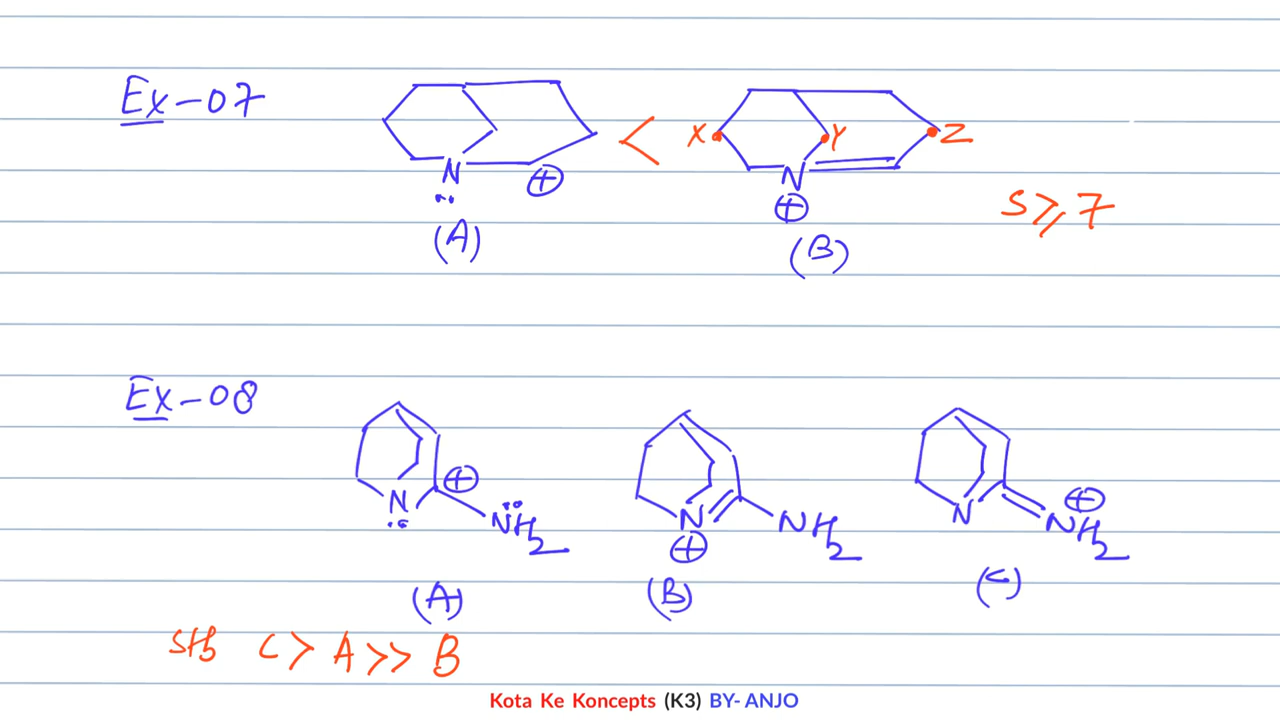 Ex-07
N
⊕
<
X
Y
Z
N
⊕
S ≥ 7
(A)
(B)
Ex-08
N
⊕
NH2
N
⊕
NH2
N
⊕
NH2
(A)
(B)
(C)
stb C > A >> B
Kota Ke Koncepts (K3) BY- ANJO